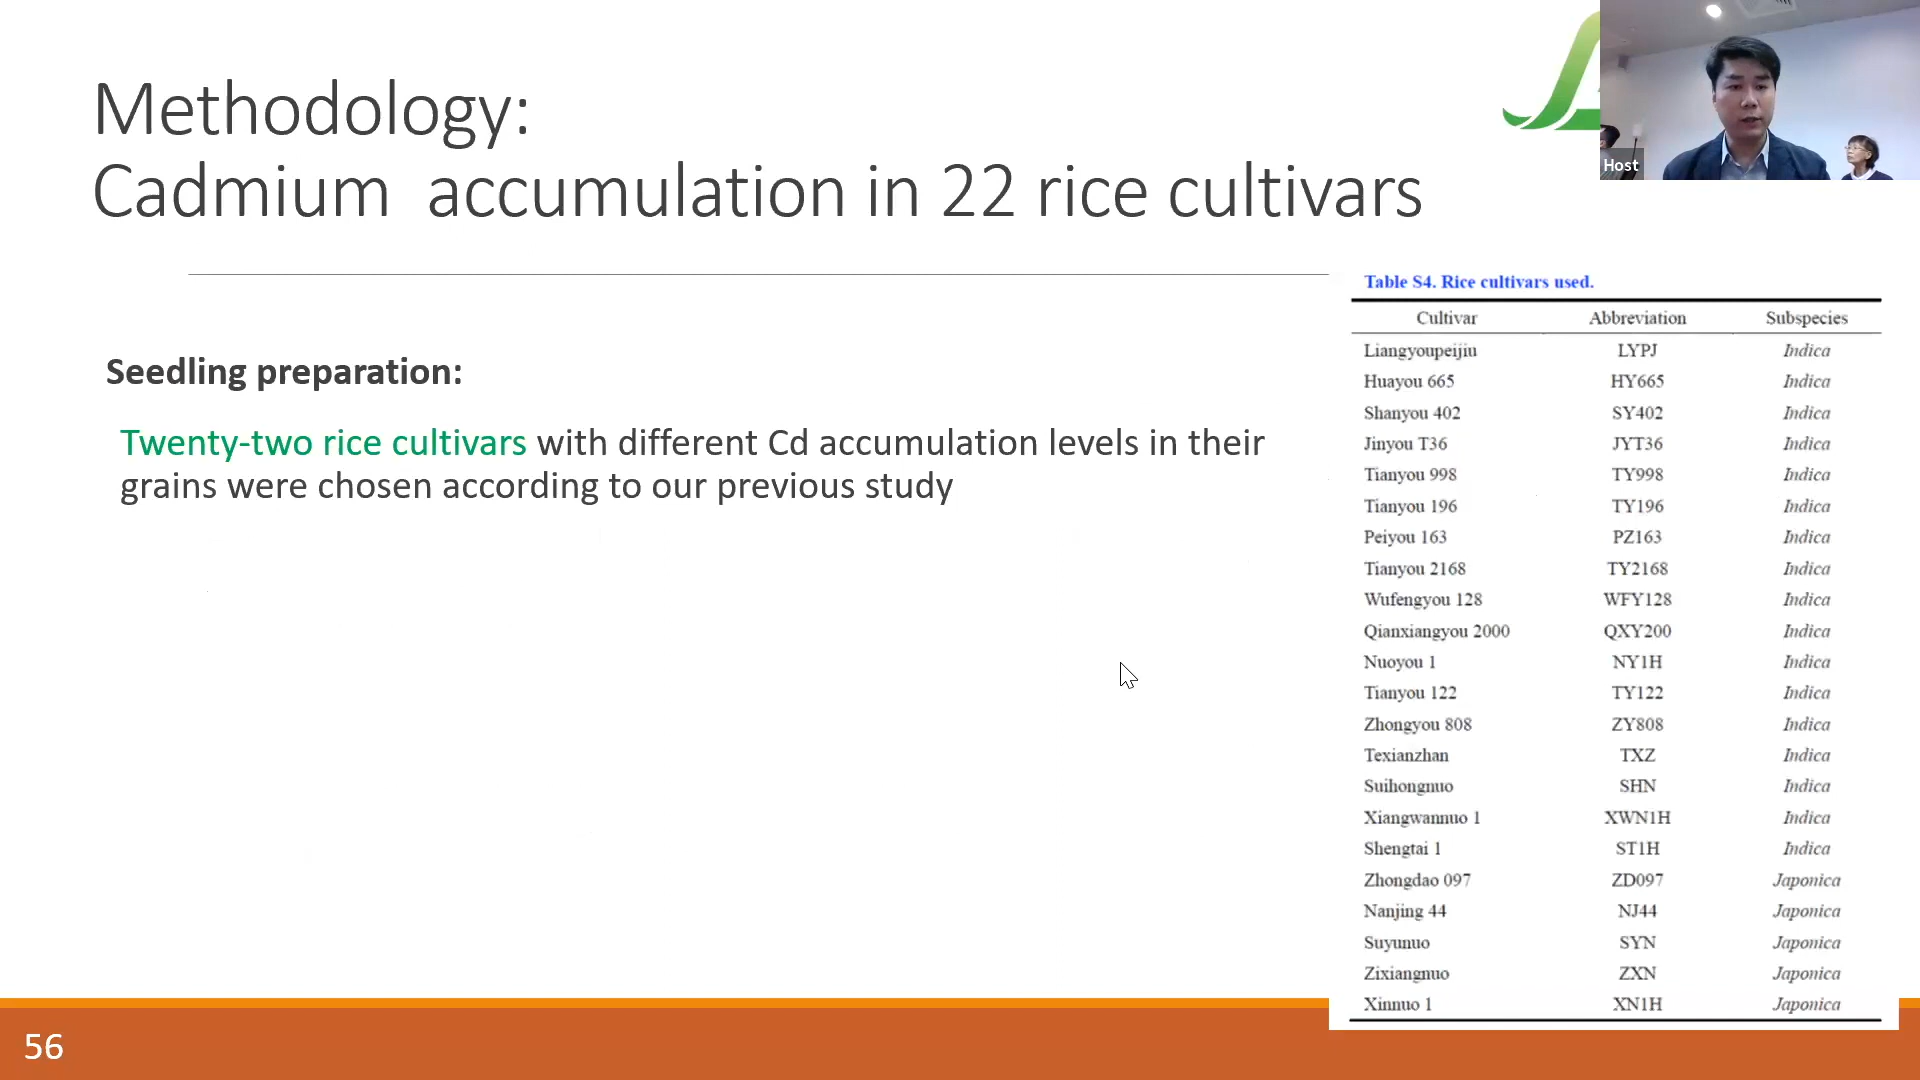 Methodology:
Cadmium accumulation in 22 rice cultivars
Host
Seedling preparation:
Twenty-two rice cultivars with different Cd accumulation levels in their
grains were chosen according to our previous study
Table S4. Rice cultivars used.
Cultivar Abbreviation Subspecies
Liangyoupeijiu LYPJ Indica
Huayou 665 HY665 Indica
Shanyou 402 SY402 Indica
Jinyou T36 JYT36 Indica
Tianyou 998 TY998 Indica
Tianyou 196 TY196 Indica
Peiyou 163 PZ163 Indica
Tianyou 2168 TY2168 Indica
Wufengyou 128 WFY128 Indica
Qianxiangyou 2000 QXY200 Indica
Nuoyou 1 NY1H Indica
Tianyou 122 TY122 Indica
Zhongyou 808 ZY808 Indica
Texianzhan TXZ Indica
Suihongnuo SHN Indica
Xiangwannuo 1 XWN1H Indica
Shengtai 1 ST1H Indica
Zhongdao 097 ZD097 Japonica
Nanjing 44 NJ44 Japonica
Suyunuo SYN Japonica
Zixiangnuo ZXN Japonica
Xinnuo 1 XN1H Japonica
56